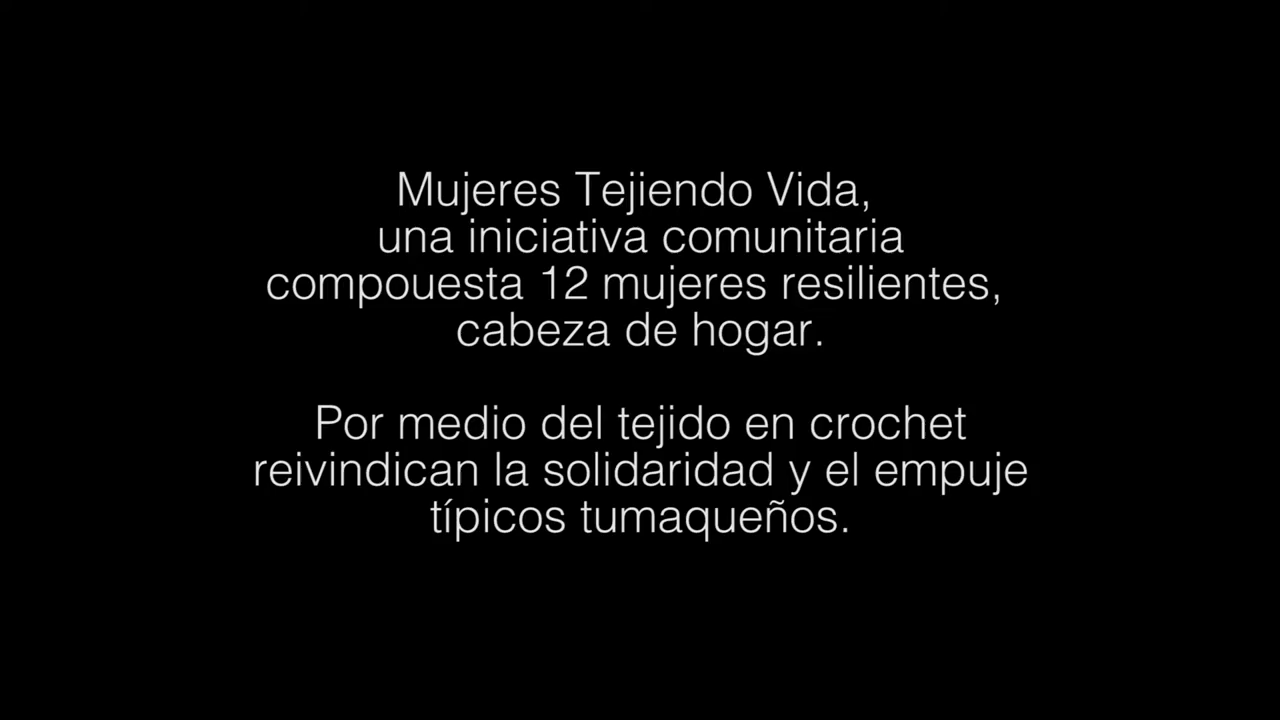 Mujeres Tejiendo Vida,
una iniciativa comunitaria
compouesta 12 mujeres resilientes,
cabeza de hogar.
Por medio del tejido en crochet
reivindican la solidaridad y el empuje
típicos tumaqueños.